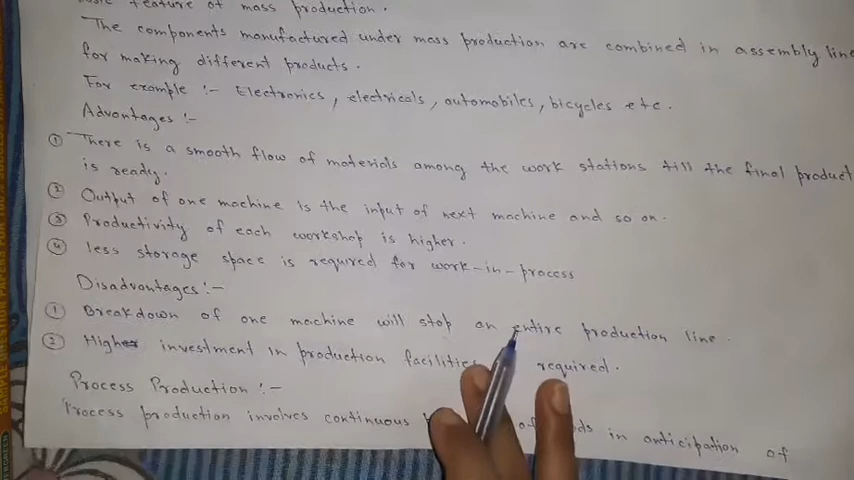 feature of mass production.
The components manufactured under mass production are combined in assembly line
for making different products.
For example :- Electronics, electricals, automobiles, bicycles etc.
Advantages :-
① There is a smooth flow of materials among the work stations till the final product
is ready.
② Output of one machine is the input of next machine and so on.
③ Productivity of each workshop is higher.
④ less storage space is required for work-in-process
Disadvantages :-
① Breakdown of one machine will stop an entire production line.
② High investment in production facilities required.
Process Production :-
Process production involves continuous of in anticipation of